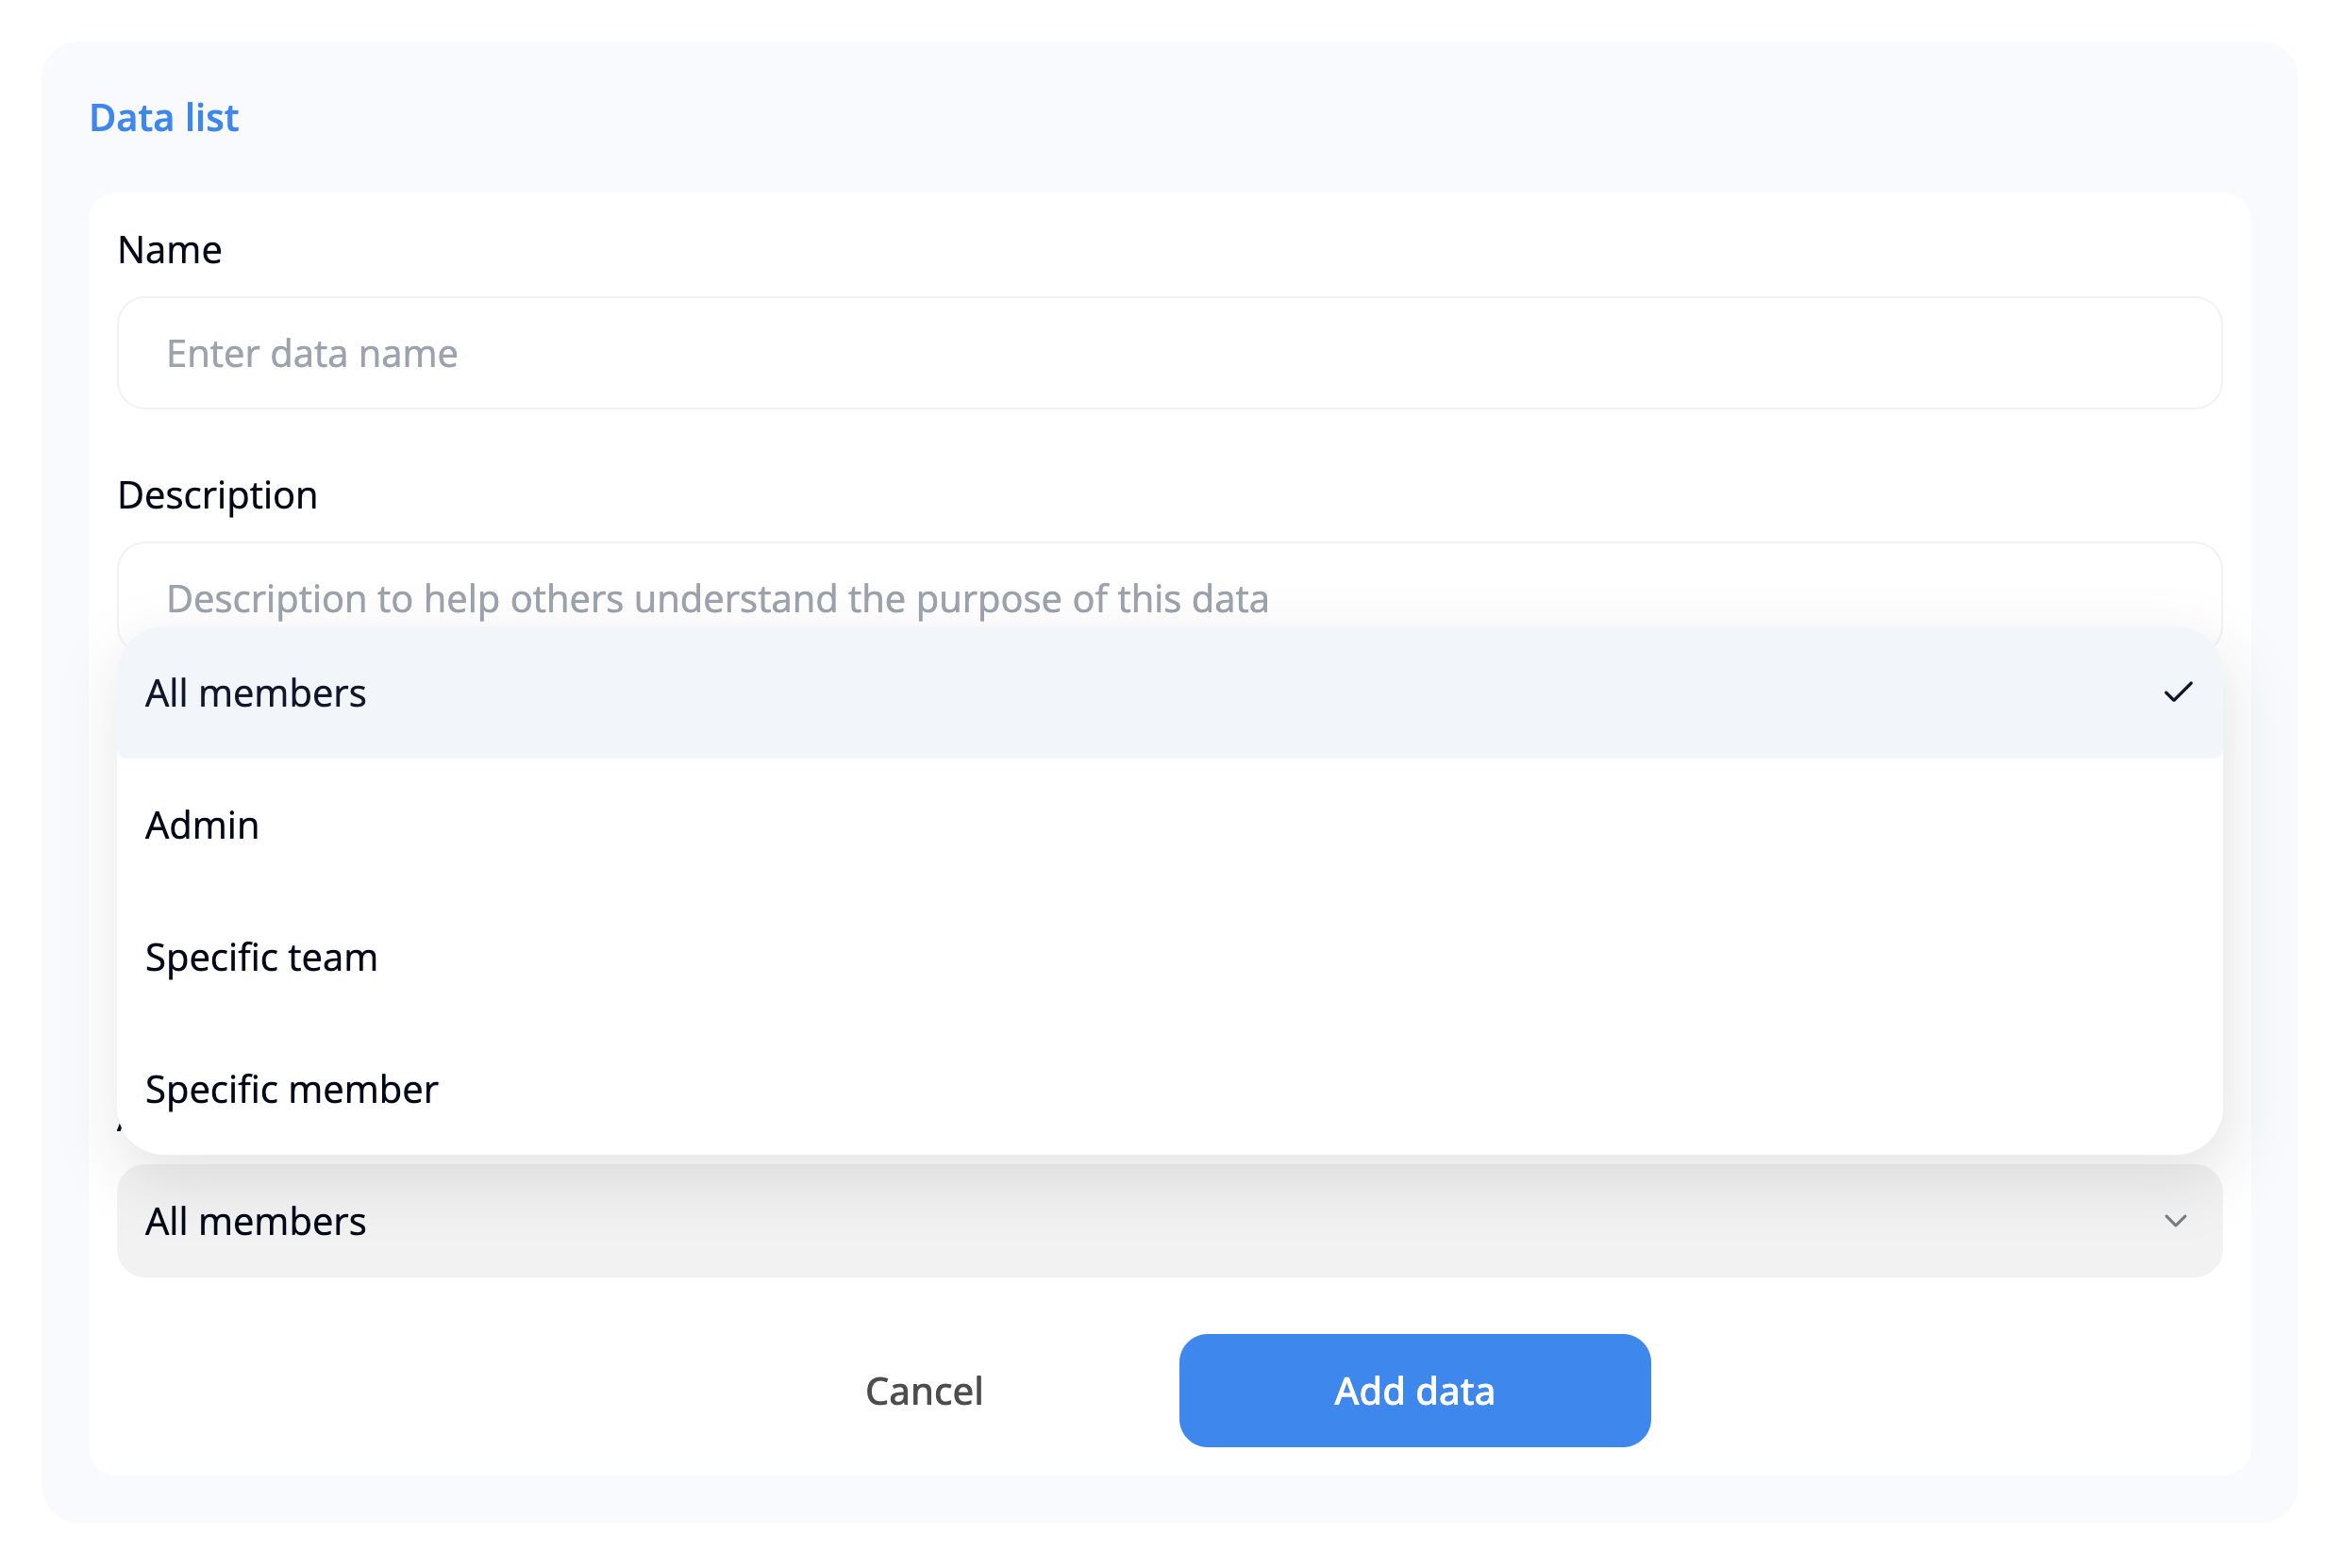 Data list
Name
Enter data name
Description
Description to help others understand the purpose of this data
All members
Admin
Specific team
Specific member
All members
Cancel
Add data